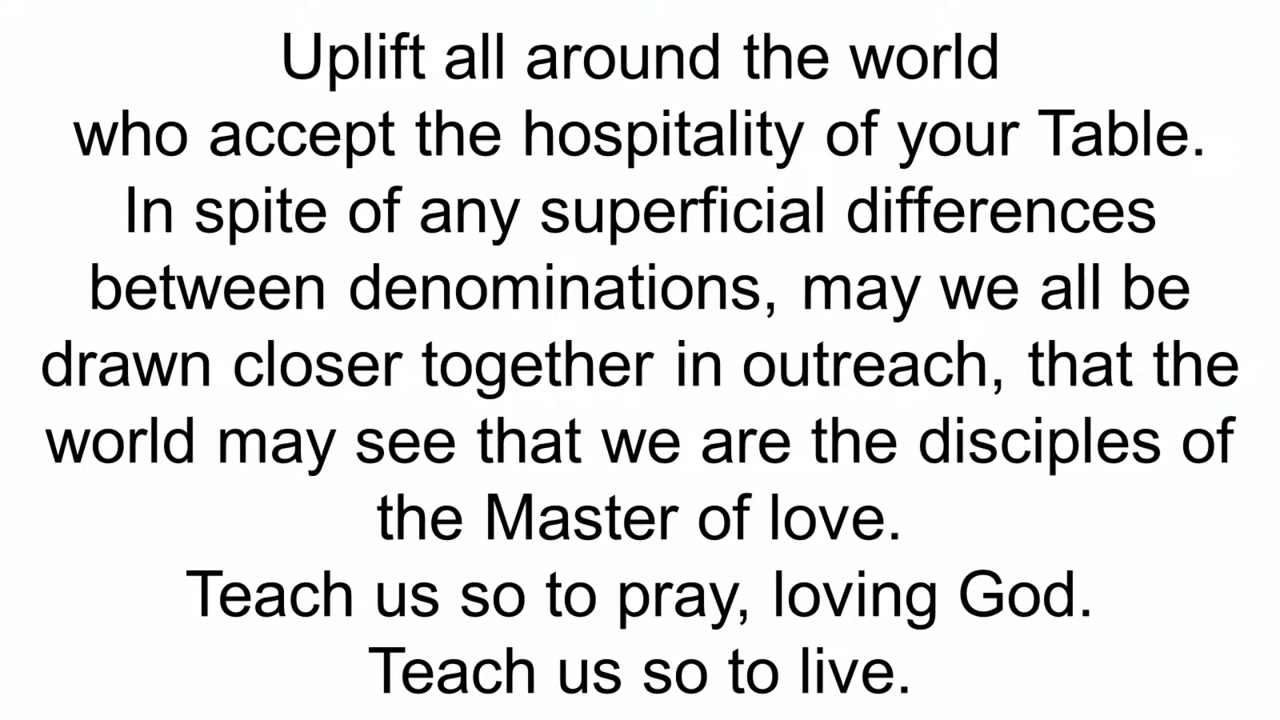 Uplift all around the world
who accept the hospitality of your Table.
In spite of any superficial differences
between denominations, may we all be
drawn closer together in outreach, that the
world may see that we are the disciples of
the Master of love.
Teach us so to pray, loving God.
Teach us so to live.